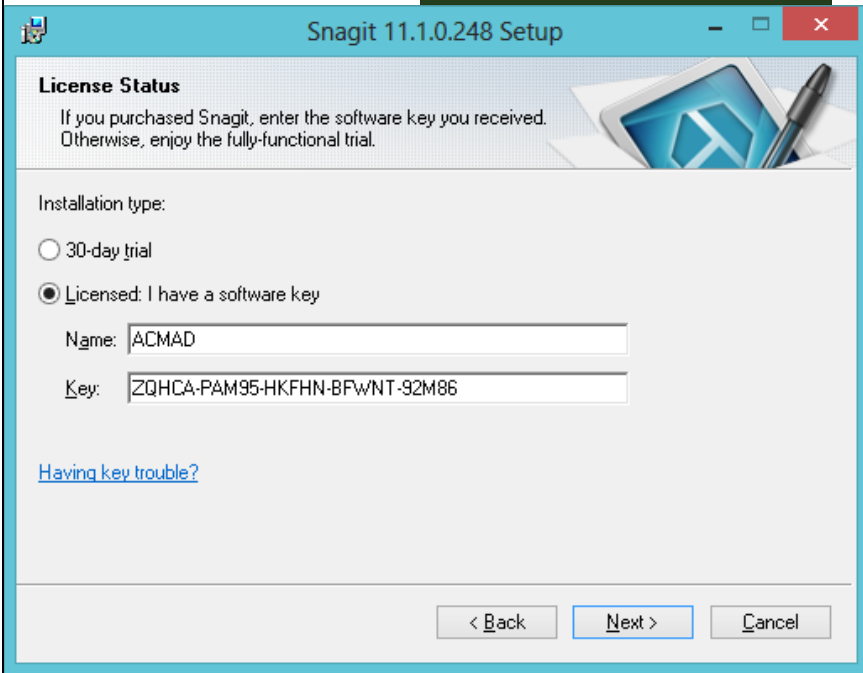 Snagit 11.1.0.248 Setup
License Status
If you purchased Snagit, enter the software key you received.
Otherwise, enjoy the fully-functional trial.
Installation type:
30-day trial
Licensed: I have a software key
Name: ACMAD
Key: ZQHCA-PAM95-HKFHN-BFWNT-92M86
Having key trouble?
< Back Next > Cancel